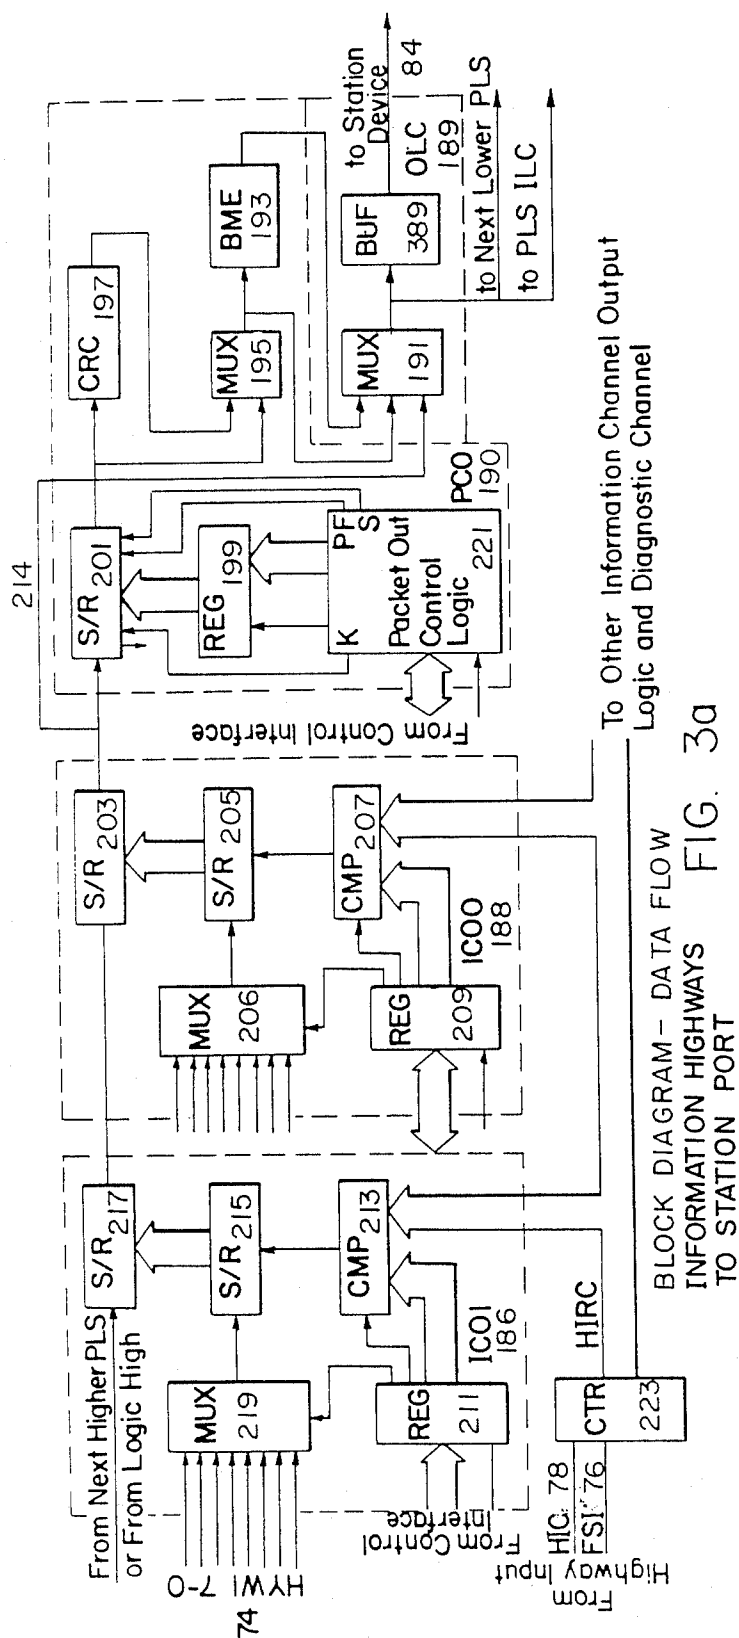 214
S/R 201
CRC 197
MUX 195
BME 193
MUX 191
BUF 389
OLC 189
to Station Device 84
to Next Lower PLS
to PLS ILC
REG 199
K PF S
Packet Out Control Logic 221
PCO 190
From Control Interface
To Other Information Channel Output Logic and Diagnostic Channel
S/R 203
S/R 205
MUX 206
CMP 207
REG 209
ICO0 188
From Next Higher PLS
or From Logic High
S/R 217
S/R 215
MUX 219
CMP 213
REG 211
ICO1 186
HYWI 7-0
74
From Control Interface
HIC 78
FSI 76
From Highway Input
CTR 223
HIRC
BLOCK DIAGRAM - DATA FLOW
INFORMATION HIGHWAYS
TO STATION PORT
FIG. 3a